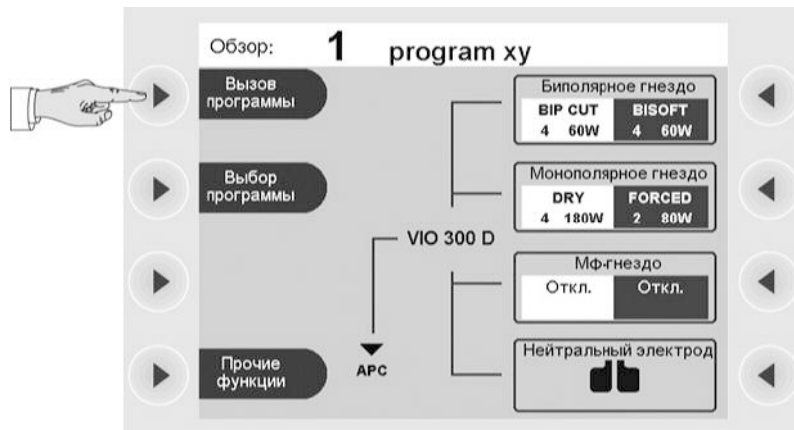 Обзор: 1 program xy
Вызов
программы
Выбор
программы
Прочие
функции
VIO 300 D
APC
Биполярное гнездо
BIP CUT BISOFT
4 60W 4 60W
Монополярное гнездо
DRY FORCED
4 180W 2 80W
Мф-гнездо
Откл. Откл.
Нейтральный электрод